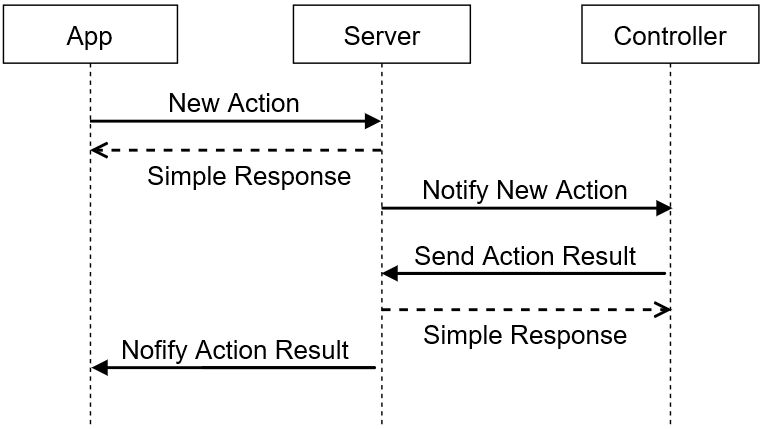 App
Server
Controller
New Action
Simple Response
Notify New Action
Send Action Result
Simple Response
Nofify Action Result